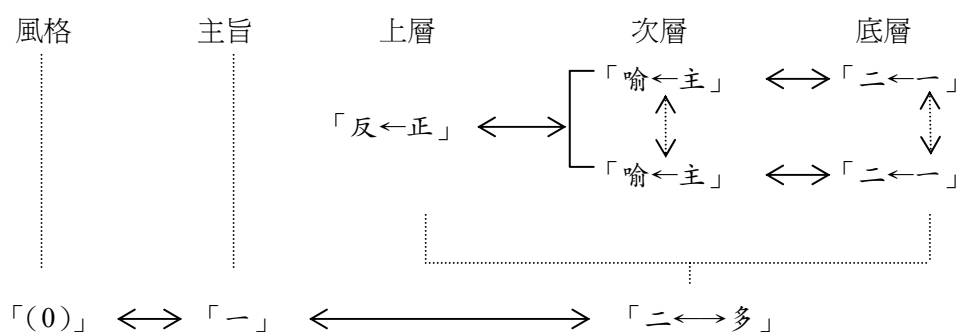 風格 主旨 上層 次層 底層
「喻←主」 ⟷ 「二←一」
「反←正」 ⟷
「喻←主」 ⟷ 「二←一」
「(0)」 ⟷ 「一」 ⟷ 「二←→多」